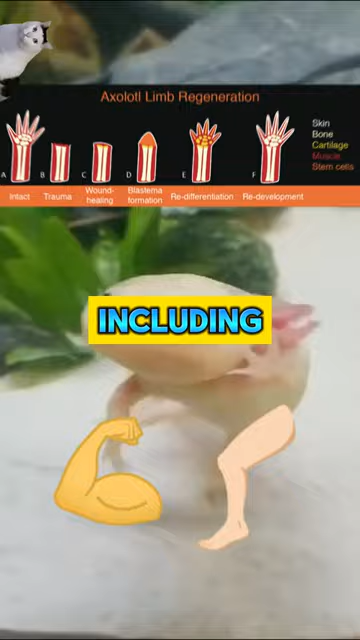 Axolotl Limb Regeneration
Skin
Bone
Cartilage
Muscle
Stem cells
A B C D E F
Intact Trauma Wound-healing Blastema formation Re-differentiation Re-development
INCLUDING